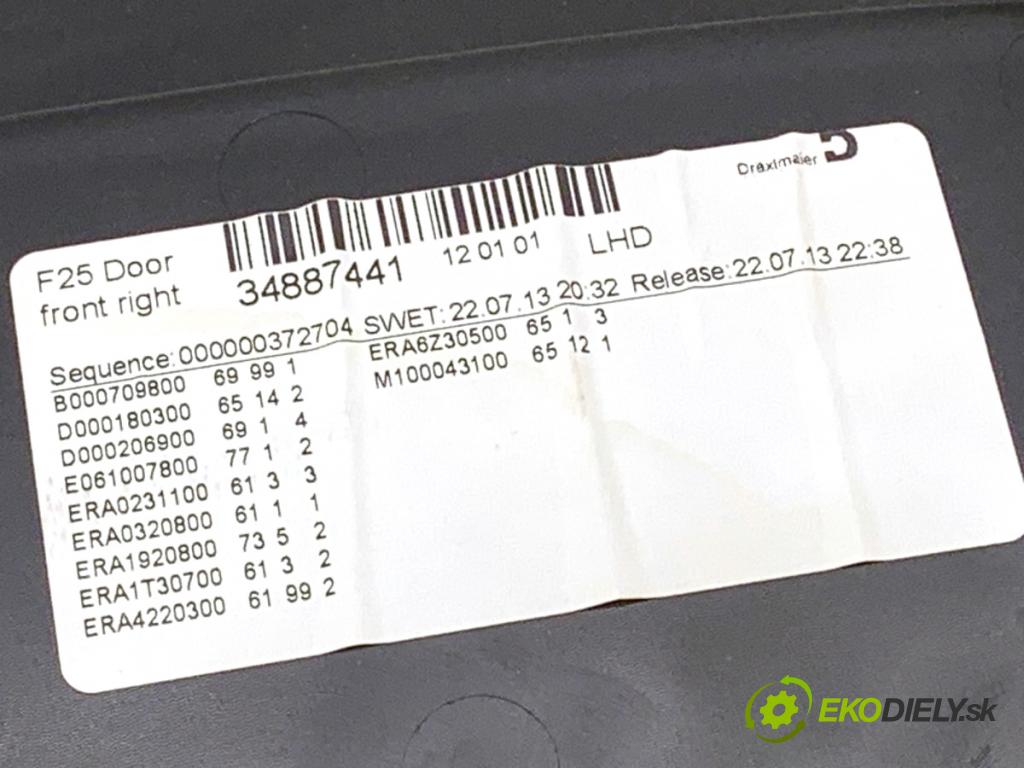 Draxlmaier
F25 Door
front right
34887441 12 01 01 LHD
Sequence:000000372704 SWET:22.07.13 20:32 Release:22.07.13 22:38
B000709800 69 99 1
D000180300 65 14 2
D000206900 69 1 4
E061007800 77 1 2
ERA0231100 61 3 3
ERA0320800 61 1 1
ERA1920800 73 5 2
ERA1T30700 61 3 2
ERA4220300 61 99 2
ERA6Z30500 65 1 3
M100043100 65 12 1
EKODIELY.sk